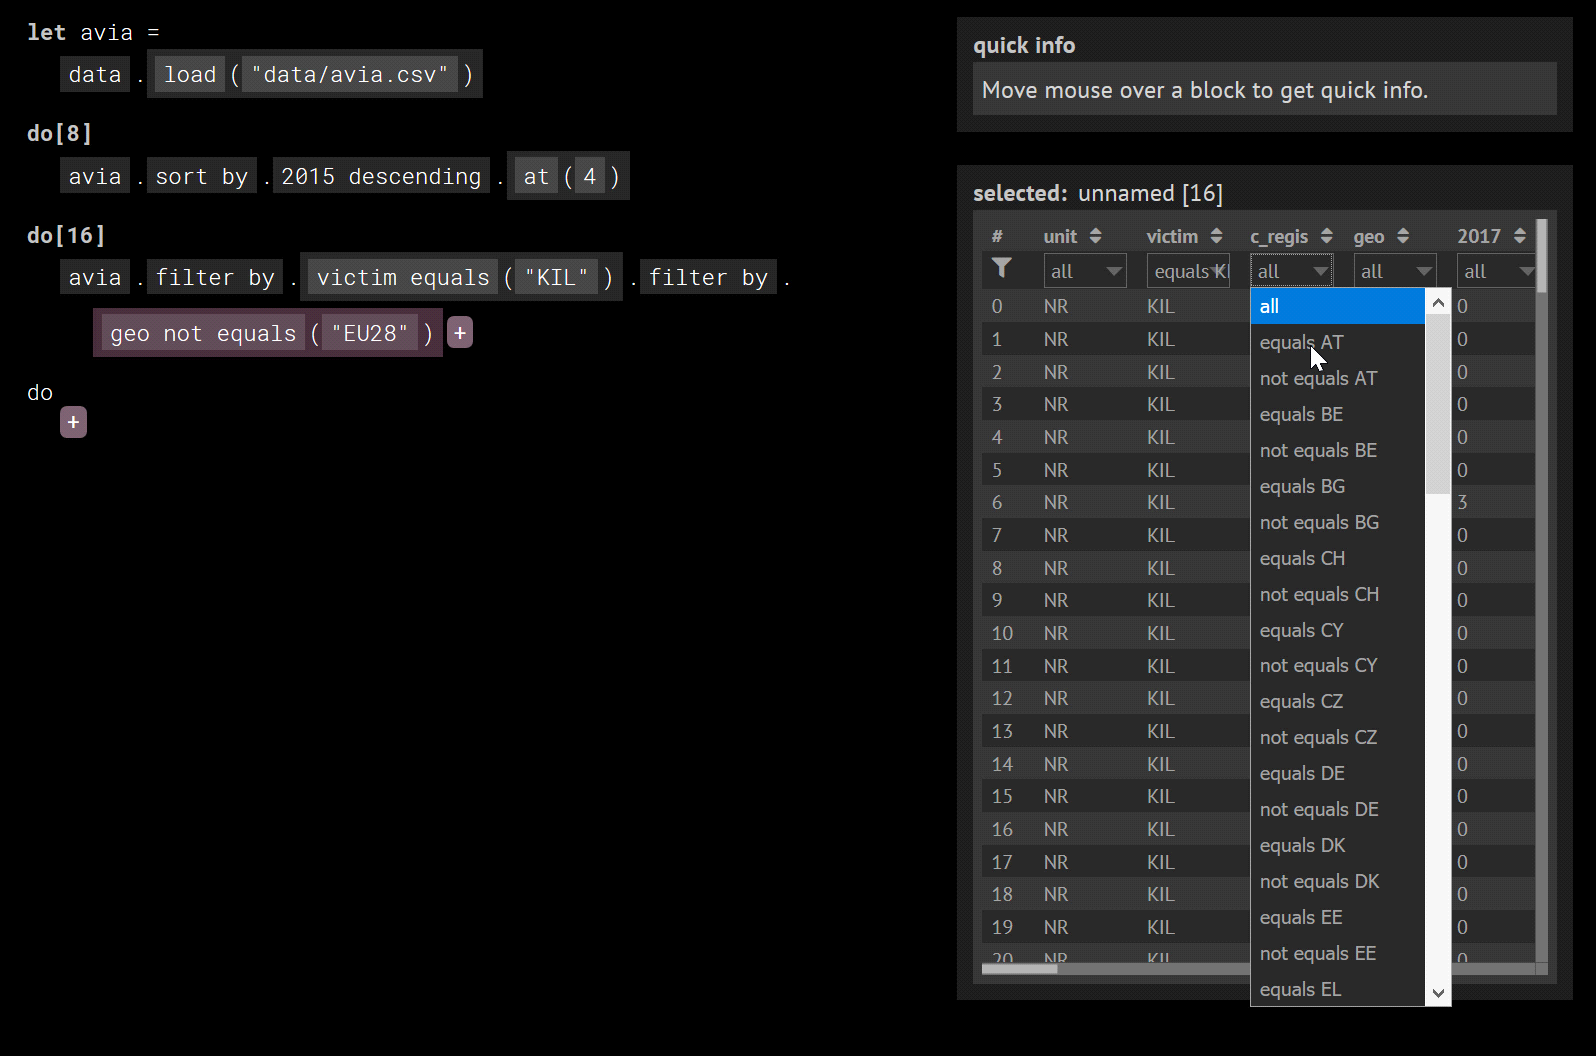 let avia =
data . load ( "data/avia.csv" )
do[8]
avia . sort by . 2015 descending . at ( 4 )
do[16]
avia . filter by . victim equals ( "KIL" ) . filter by .
geo not equals ( "EU28" ) +
do
+
quick info
Move mouse over a block to get quick info.
selected: unnamed [16]
# unit victim c_regis geo 2017
all equals KI all all all
0 NR KIL 0
1 NR KIL 0
2 NR KIL 0
3 NR KIL 0
4 NR KIL 0
5 NR KIL 0
6 NR KIL 3
7 NR KIL 0
8 NR KIL 0
9 NR KIL 0
10 NR KIL 0
11 NR KIL 0
12 NR KIL 0
13 NR KIL 0
14 NR KIL 0
15 NR KIL 0
16 NR KIL 0
17 NR KIL 0
18 NR KIL 0
19 NR KIL 0
20 NR KIL 0
all
equals AT
not equals AT
equals BE
not equals BE
equals BG
not equals BG
equals CH
not equals CH
equals CY
not equals CY
equals CZ
not equals CZ
equals DE
not equals DE
equals DK
not equals DK
equals EE
not equals EE
equals EL